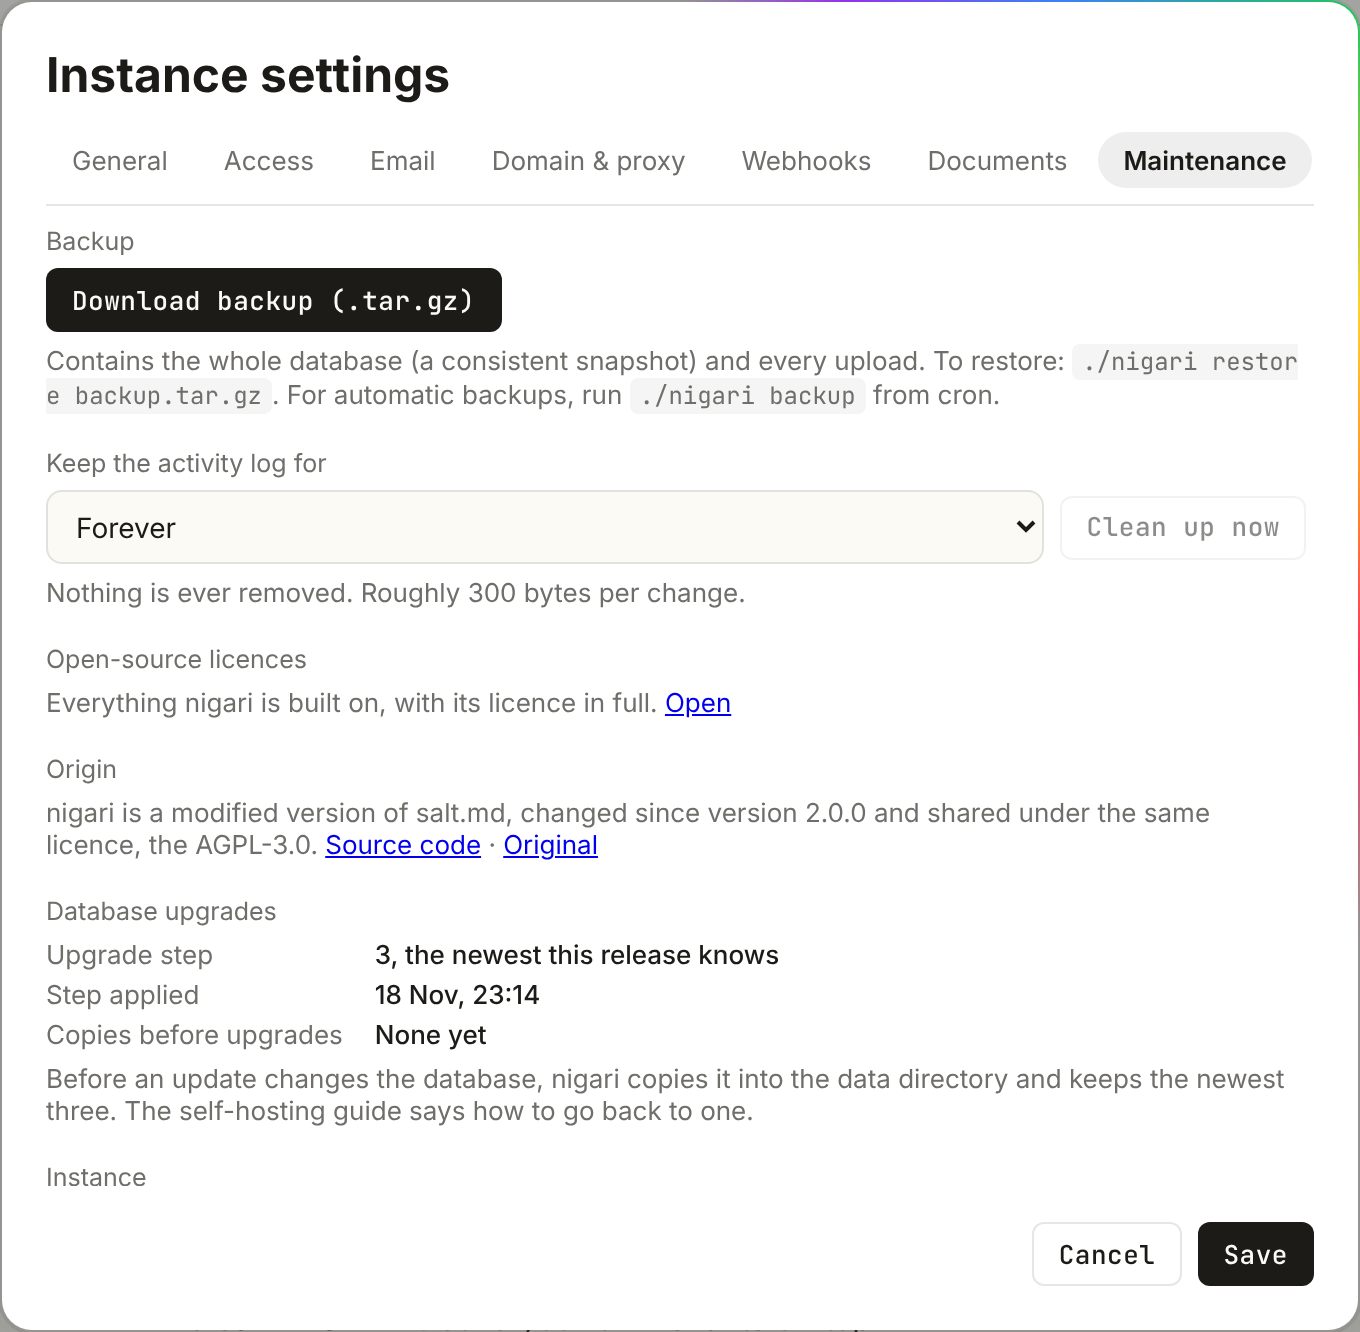 Instance settings
General Access Email Domain & proxy Webhooks Documents Maintenance
Backup
Download backup (.tar.gz)
Contains the whole database (a consistent snapshot) and every upload. To restore: ./nigari restor
e backup.tar.gz. For automatic backups, run ./nigari backup from cron.
Keep the activity log for
Forever
Clean up now
Nothing is ever removed. Roughly 300 bytes per change.
Open-source licences
Everything nigari is built on, with its licence in full. Open
Origin
nigari is a modified version of salt.md, changed since version 2.0.0 and shared under the same
licence, the AGPL-3.0. Source code · Original
Database upgrades
Upgrade step 3, the newest this release knows
Step applied 18 Nov, 23:14
Copies before upgrades None yet
Before an update changes the database, nigari copies it into the data directory and keeps the newest
three. The self-hosting guide says how to go back to one.
Instance
Cancel Save